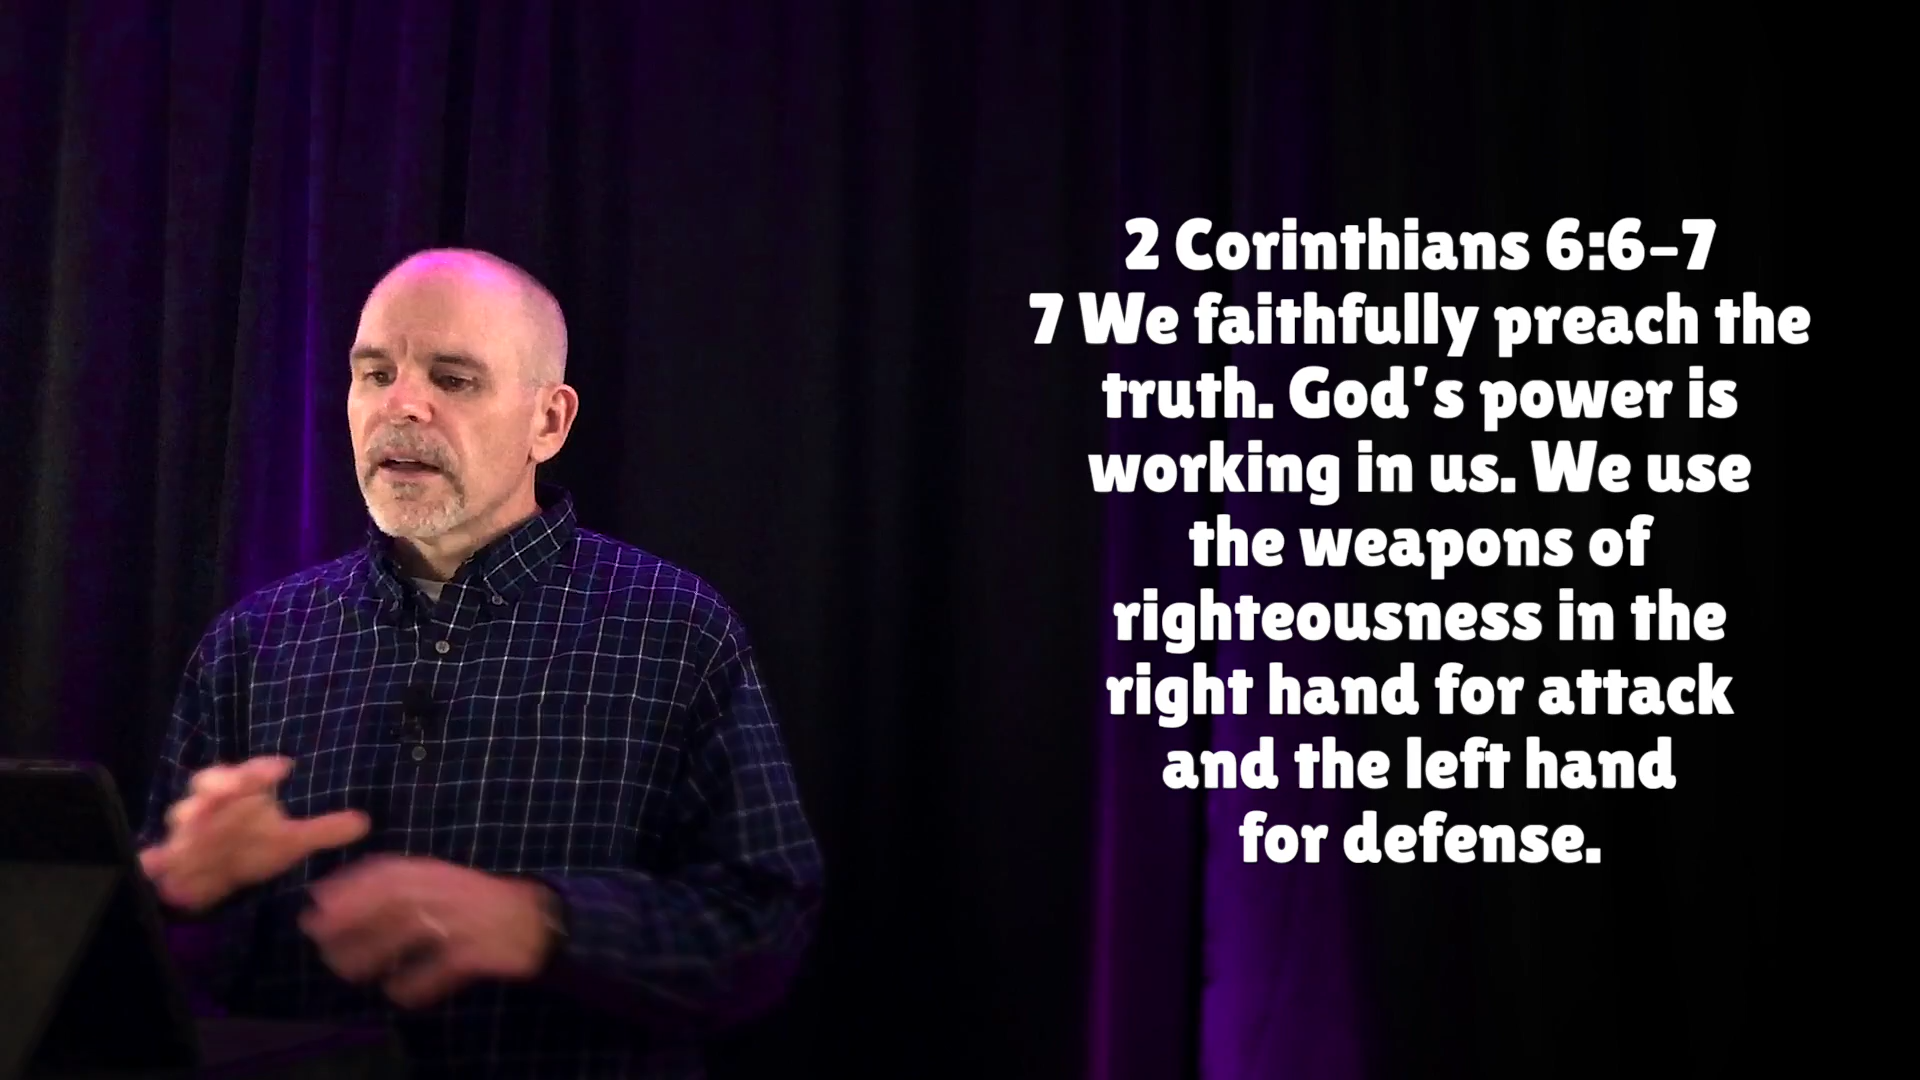 2 Corinthians 6:6-7
7 We faithfully preach the
truth. God's power is
working in us. We use
the weapons of
righteousness in the
right hand for attack
and the left hand
for defense.